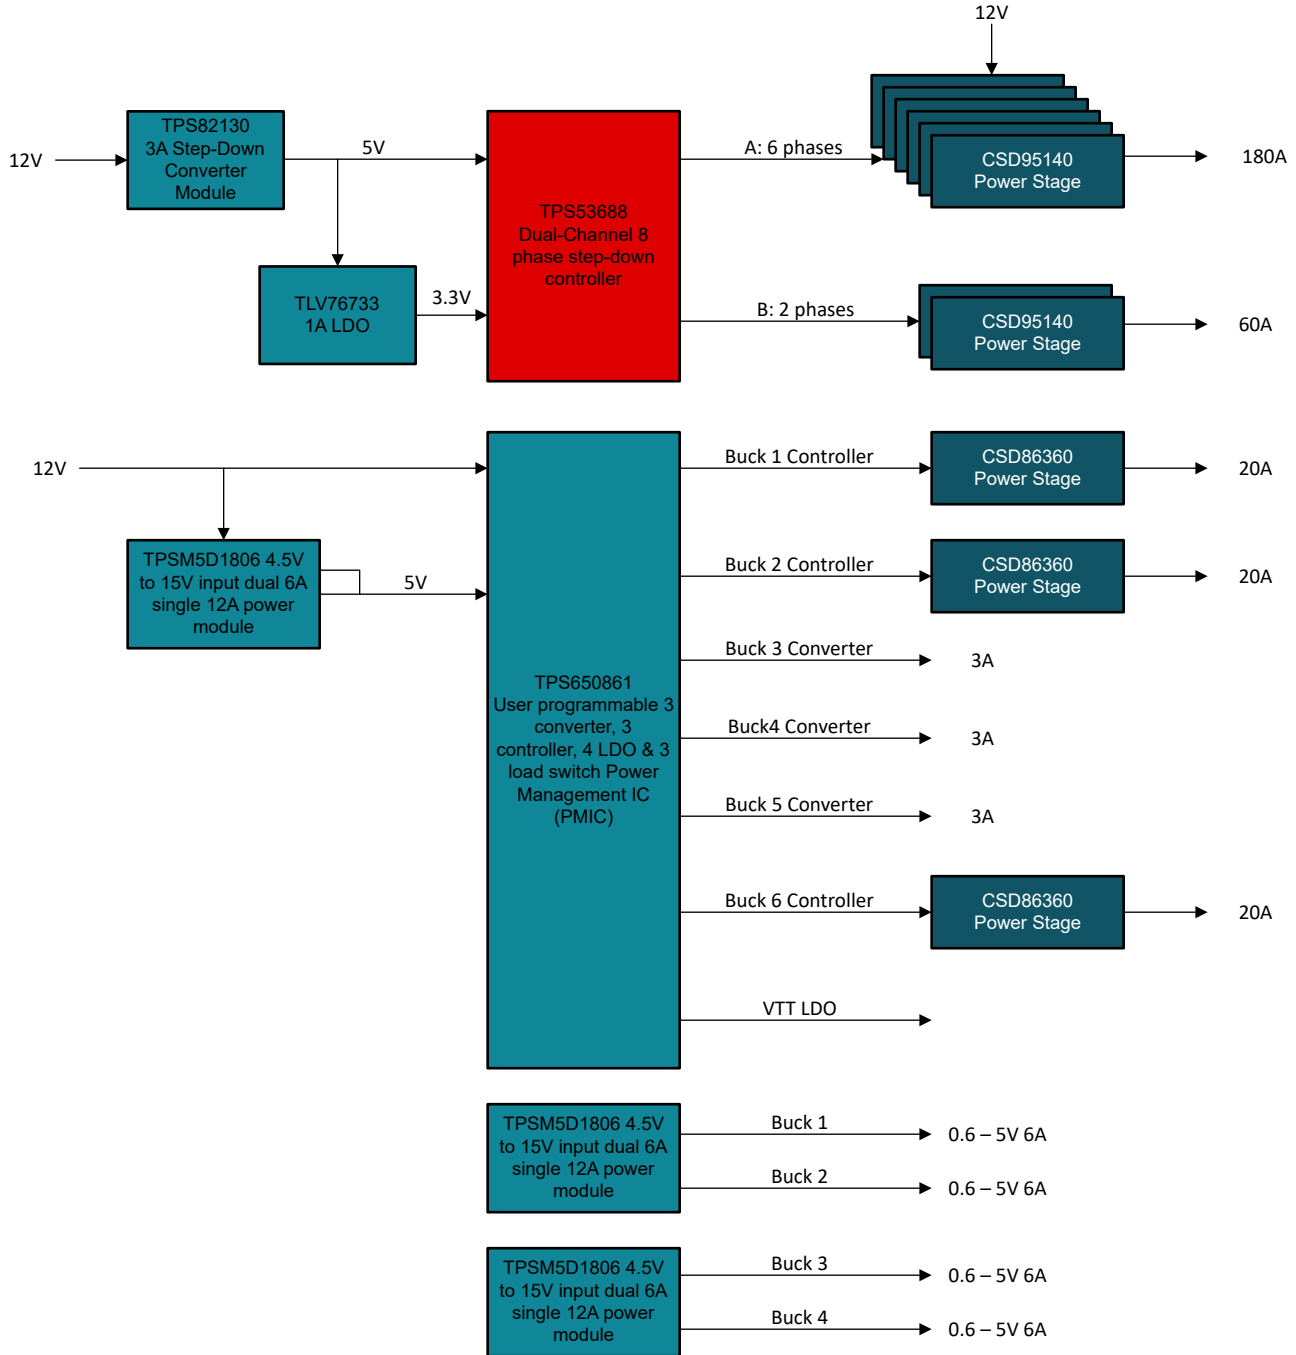 12V
TPS82130
3A Step-Down
Converter
Module
12V
5V
TPS53688
Dual-Channel 8
phase step-down
controller
A: 6 phases
CSD95140
Power Stage
180A
TLV76733
1A LDO
3.3V
B: 2 phases
CSD95140
Power Stage
60A
12V
TPSM5D1806 4.5V
to 15V input dual 6A
single 12A power
module
5V
TPS650861
User programmable 3
converter, 3
controller, 4 LDO & 3
load switch Power
Management IC
(PMIC)
Buck 1 Controller
CSD86360
Power Stage
20A
Buck 2 Controller
CSD86360
Power Stage
20A
Buck 3 Converter
3A
Buck4 Converter
3A
Buck 5 Converter
3A
Buck 6 Controller
CSD86360
Power Stage
20A
VTT LDO
TPSM5D1806 4.5V
to 15V input dual 6A
single 12A power
module
Buck 1
0.6 – 5V 6A
Buck 2
0.6 – 5V 6A
TPSM5D1806 4.5V
to 15V input dual 6A
single 12A power
module
Buck 3
0.6 – 5V 6A
Buck 4
0.6 – 5V 6A